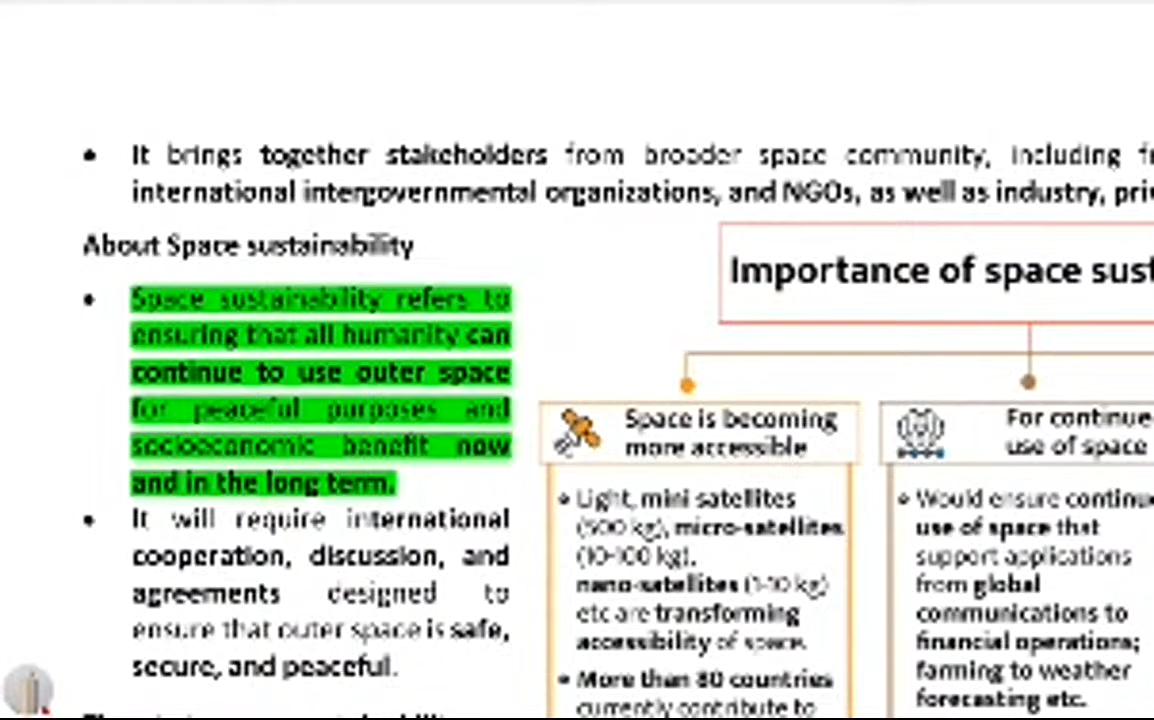 • It brings together stakeholders from broader space community, including
international intergovernmental organizations, and NGOs, as well as industry,
About Space sustainability
• Space sustainability refers to
ensuring that all humanity can
continue to use outer space
for peaceful purposes and
socioeconomic benefit now
and in the long term.
• It will require international
cooperation, discussion, and
agreements designed to
ensure that outer space is safe,
secure, and peaceful.
Importance of space
Space is becoming
more accessible
• Light, mini satellites
(500 kg), micro-satellites
(10-100 kg),
nano-satellites (1-10 kg)
etc are transforming
accessibility of space.
• More than 80 countries
currently contribute to
For continue
use of space
• Would ensure
use of space that
support applications
from global
communications to
financial operations;
farming to weather
forecasting etc.